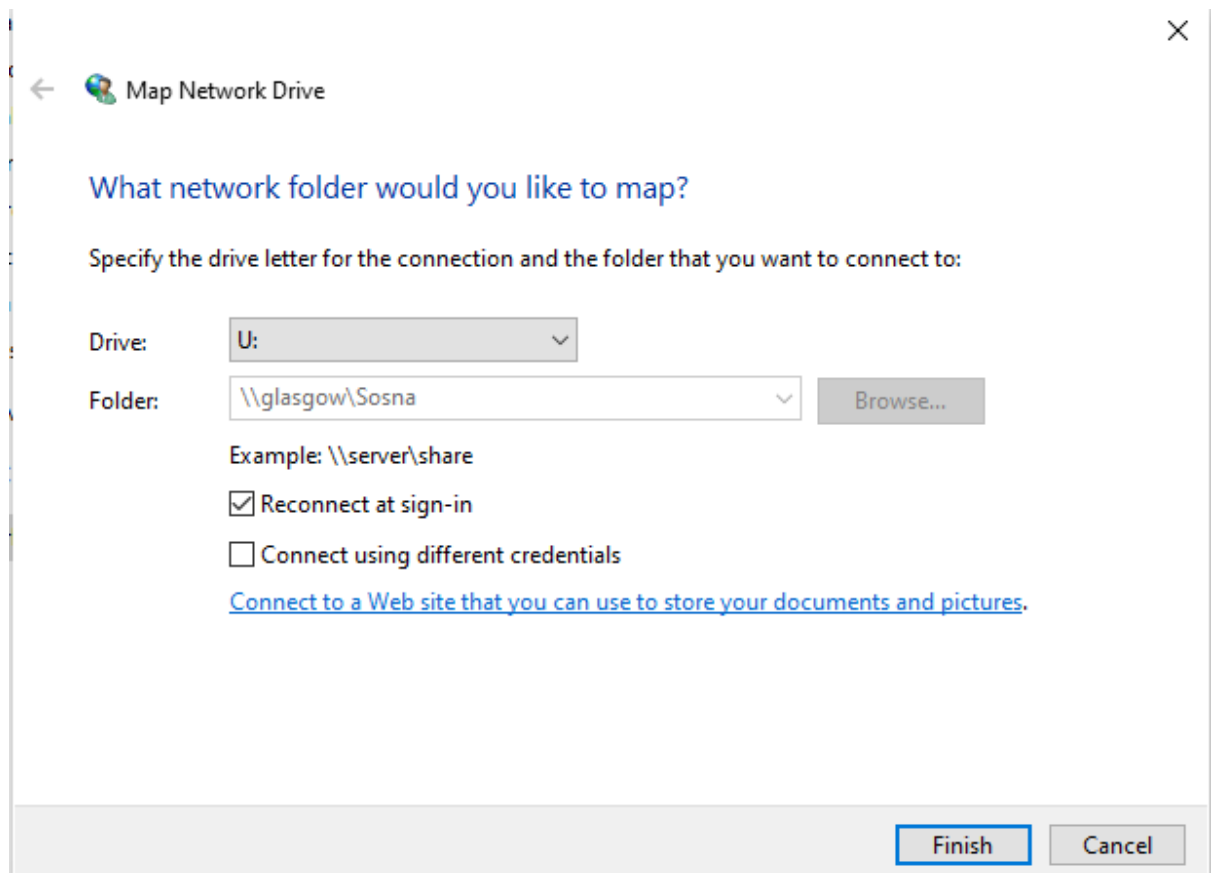 Map Network Drive
What network folder would you like to map?
Specify the drive letter for the connection and the folder that you want to connect to:
Drive: U:
Folder: \\glasgow\Sosna Browse...
Example: \\server\share
Reconnect at sign-in
Connect using different credentials
Connect to a Web site that you can use to store your documents and pictures.
Finish Cancel